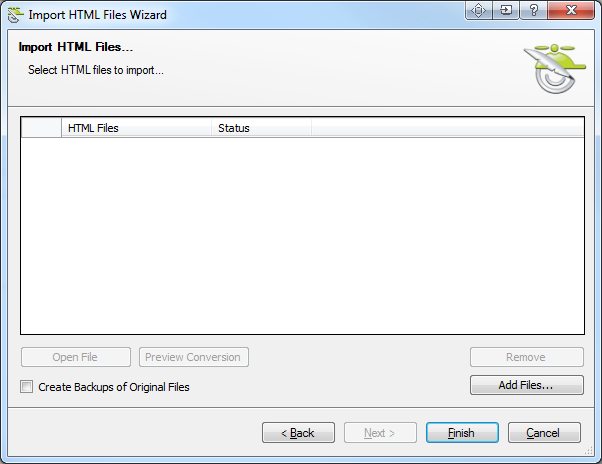 Import HTML Files Wizard
Import HTML Files...
Select HTML files to import...
HTML Files Status
Open File Preview Conversion Remove
Create Backups of Original Files Add Files...
< Back Next > Finish Cancel